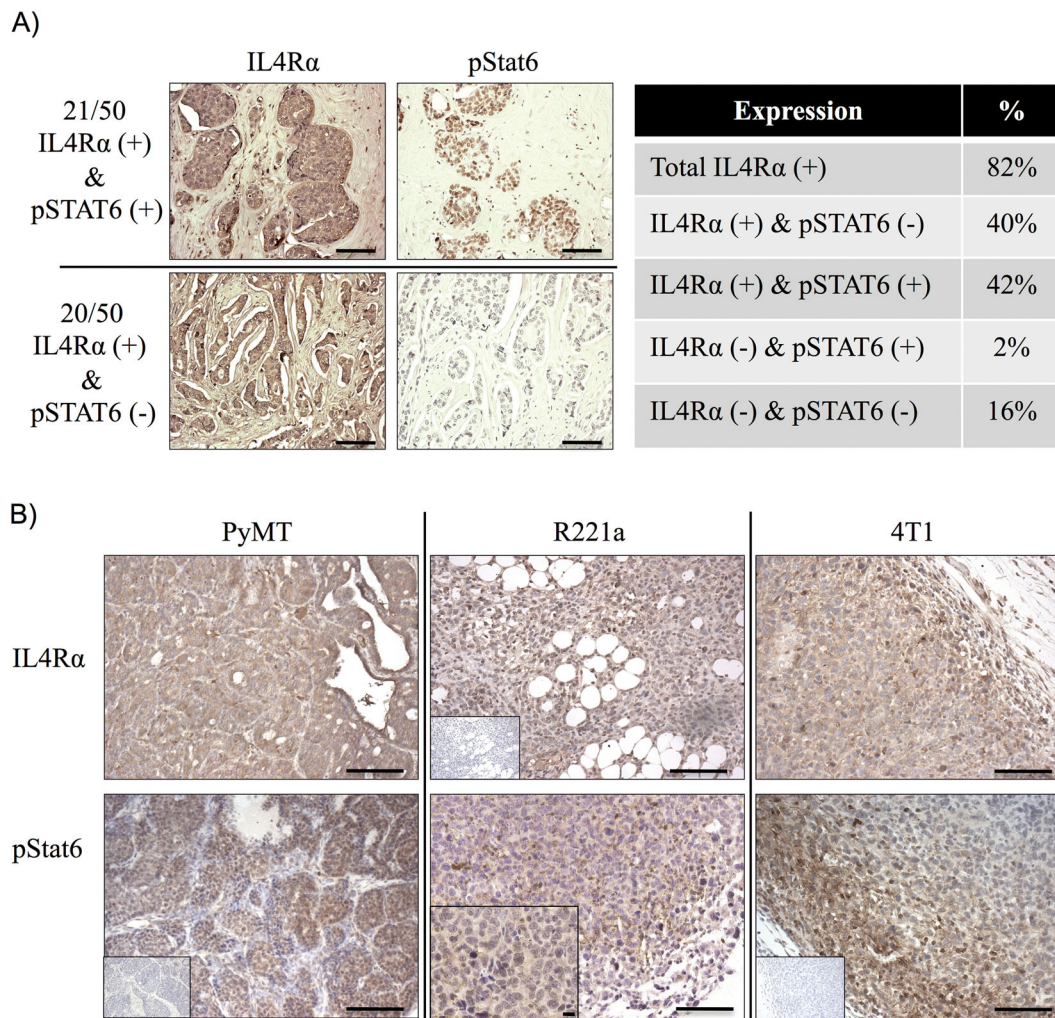 A)
IL4Rα
pStat6
21/50
IL4Rα (+)
&
pSTAT6 (+)
20/50
IL4Rα (+)
&
pSTAT6 (-)
Expression %
Total IL4Rα (+) 82%
IL4Rα (+) & pSTAT6 (-) 40%
IL4Rα (+) & pSTAT6 (+) 42%
IL4Rα (-) & pSTAT6 (+) 2%
IL4Rα (-) & pSTAT6 (-) 16%
B)
PyMT
R221a
4T1
IL4Rα
pStat6